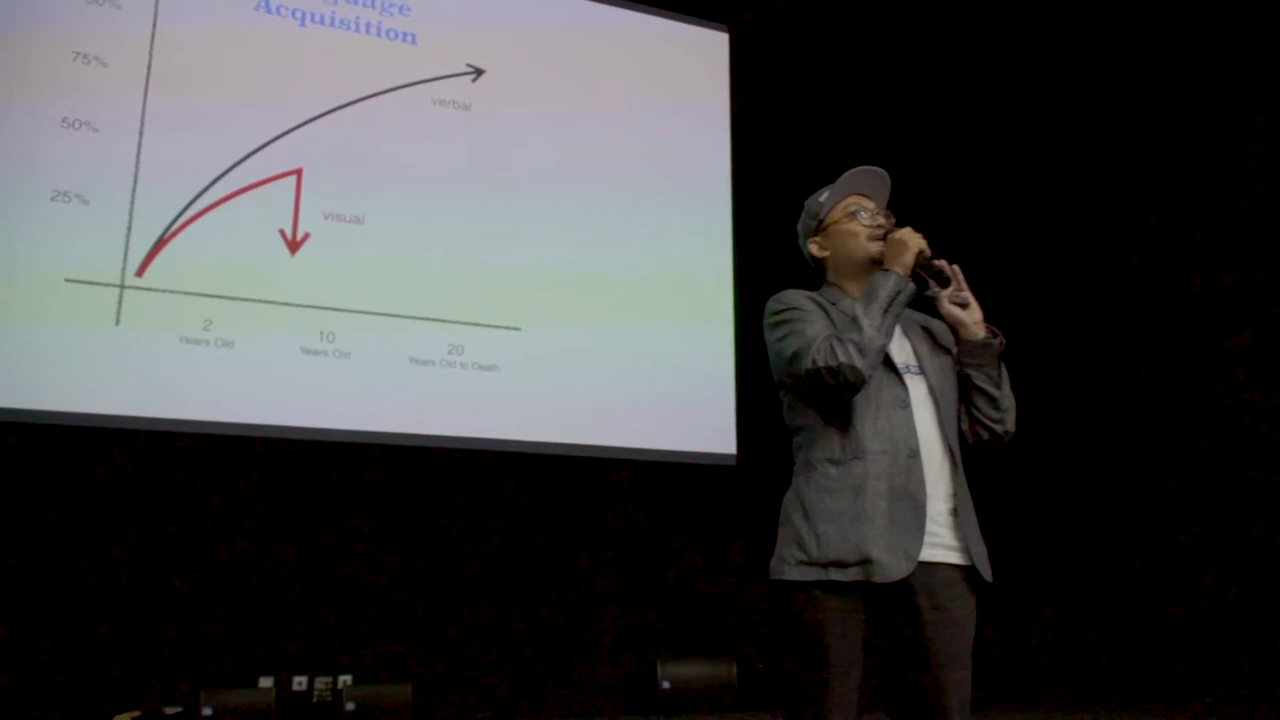 Acquisition
75%
verbal
50%
25%
visual
2
Years Old
10
Years Old
20
Years Old to Death